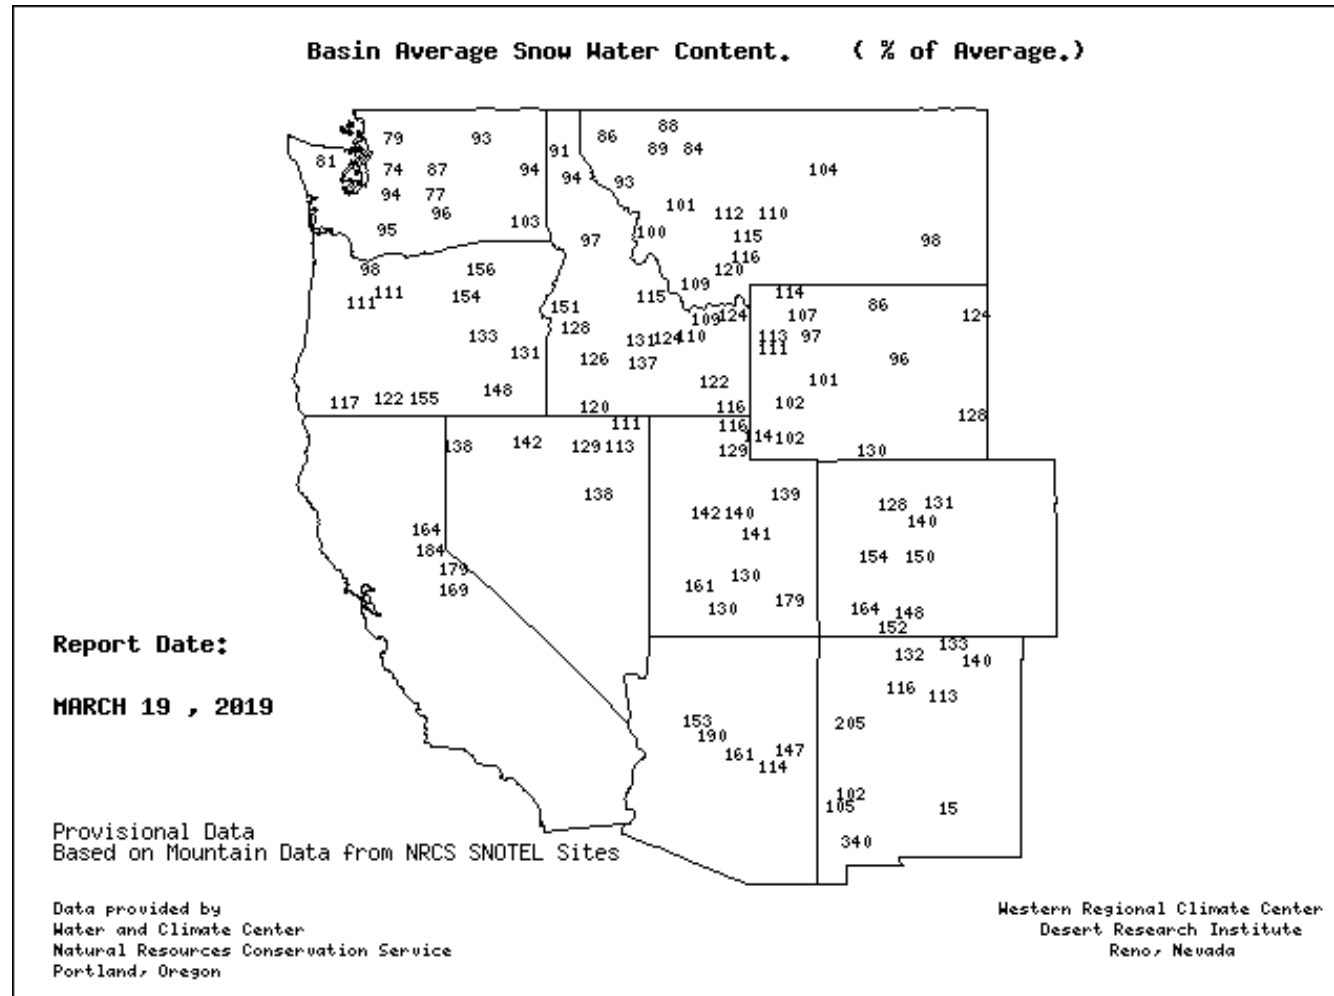 Basin Average Snow Water Content. ( % of Average.)
88
79 93 86
91 89 84
81
74 87 94 104
94 93
94 77
101
96 112 110
103
95 100
97 115 98
116
98 156 120
109
114
111 154 115
111 151 86
109 124 107 124
128
133 131 124 110 113 97
131 111
126 137 96
122 101
148
117 122 155 102
120 116
128
111 116
138 142 129 113 114 102
129 130
138 139
128 131
142 140 140
164 141
184 154 150
179 130
169 161
130 179 164 148
152
Report Date: 133
132 140
116 113
MARCH 19 , 2019
153 205
190
161 147
114
102
105 15
Provisional Data
340
Based on Mountain Data from NRCS SNOTEL Sites
Data provided by
Water and Climate Center
Natural Resources Conservation Service
Portland, Oregon
Western Regional Climate Center
Desert Research Institute
Reno, Nevada